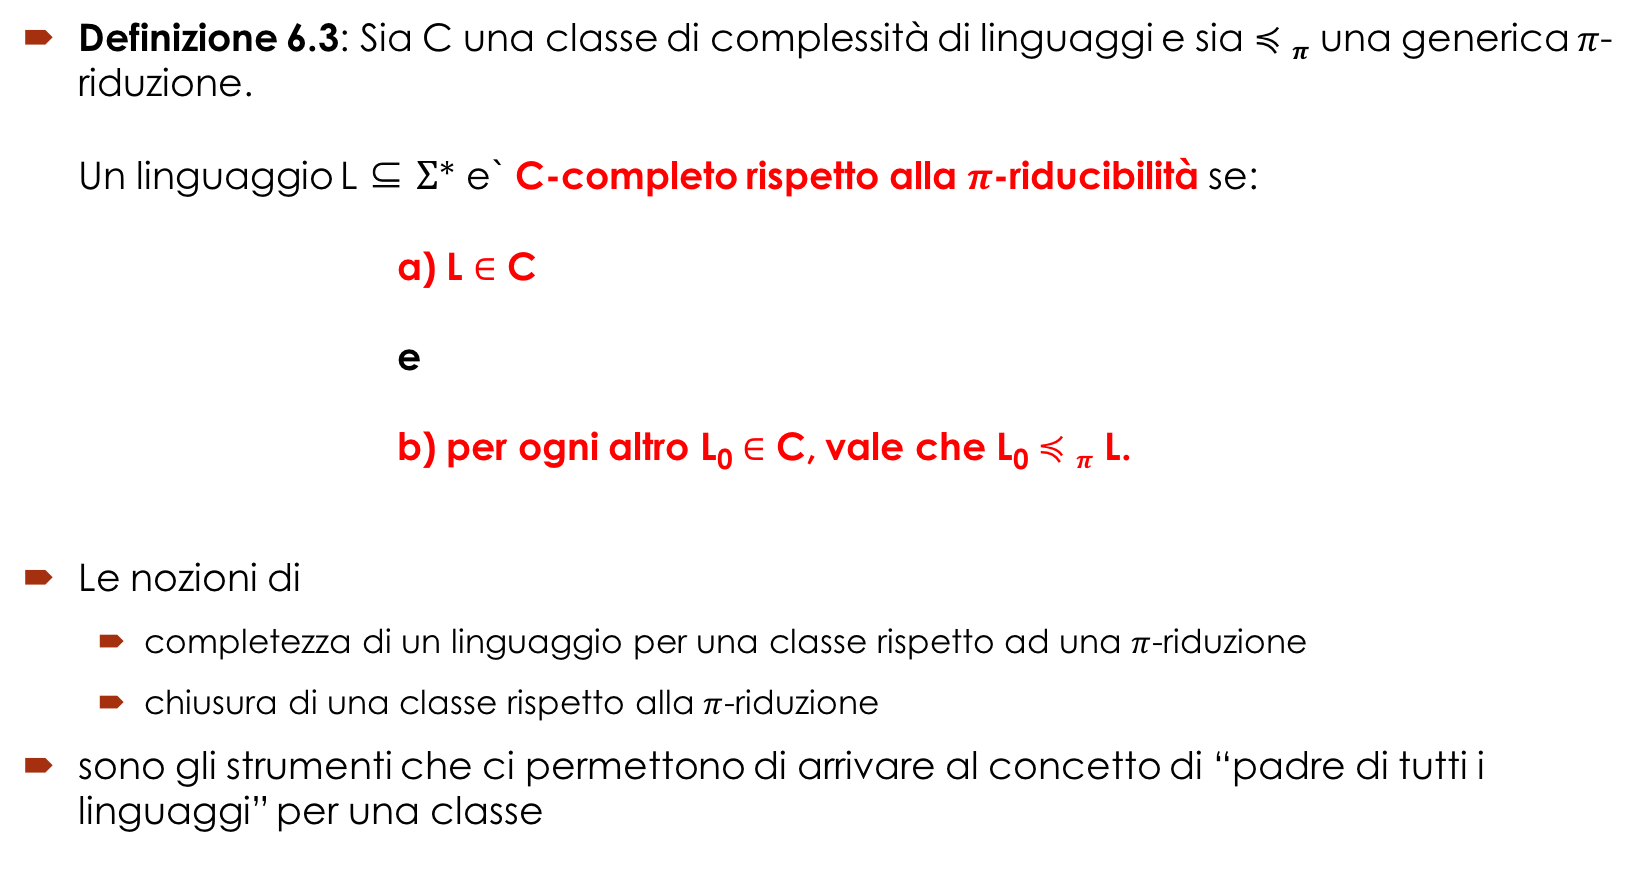 Definizione 6.3: Sia C una classe di complessità di linguaggi e sia ≼ π una generica π-
riduzione.
Un linguaggio L ⊆ Σ* e` C-completo rispetto alla π-riducibilità se:
a) L ∈ C
e
b) per ogni altro L₀ ∈ C, vale che L₀ ≼ π L.
Le nozioni di
completezza di un linguaggio per una classe rispetto ad una π-riduzione
chiusura di una classe rispetto alla π-riduzione
sono gli strumenti che ci permettono di arrivare al concetto di “padre di tutti i
linguaggi” per una classe